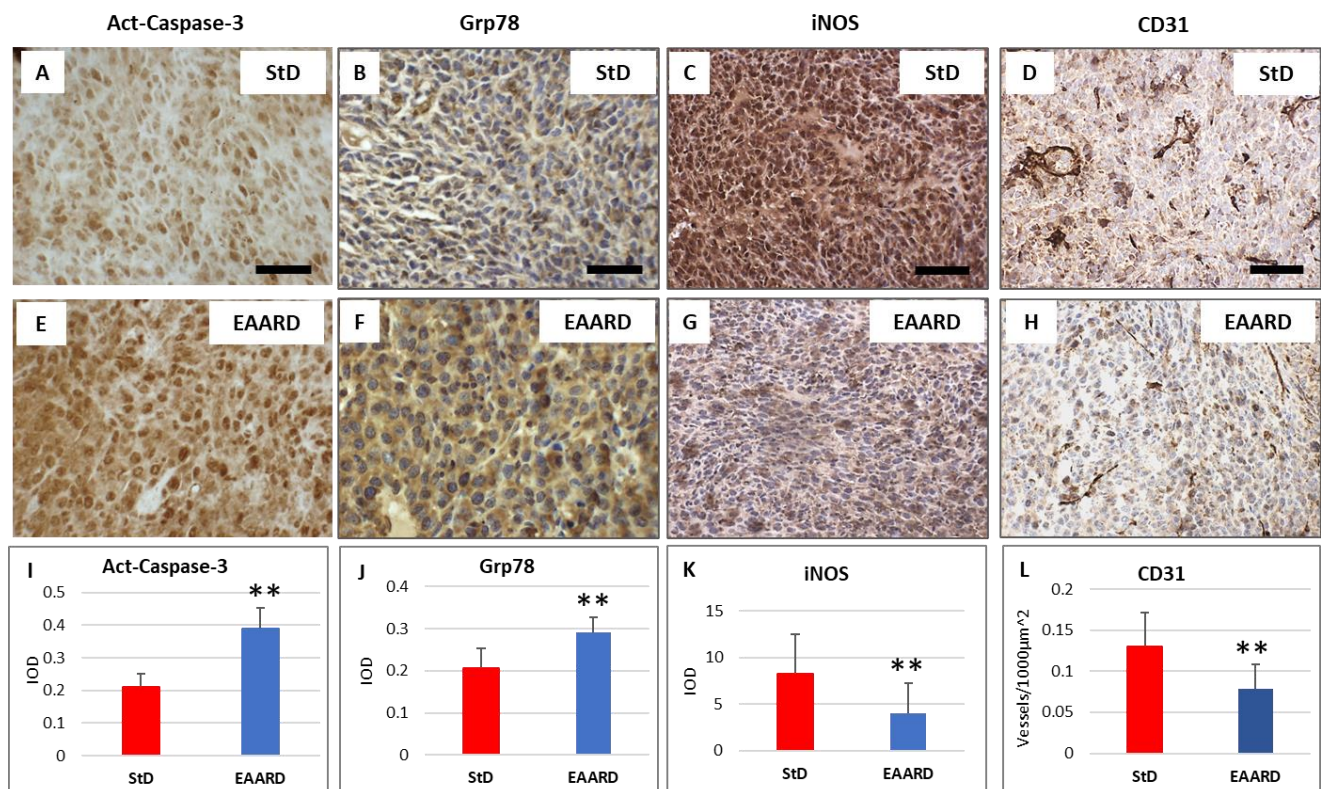 Act-Caspase-3 Grp78 iNOS CD31
A StD B StD C StD D StD
E EAARD F EAARD G EAARD H EAARD
I Act-Caspase-3
0.5
0.4
0.3
0.2
0.1
0
IOD
**
StD EAARD
J Grp78
0.4
0.3
0.2
0.1
0
IOD
**
StD EAARD
K iNOS
15
10
5
0
IOD
**
StD EAARD
L CD31
0.2
0.15
0.1
0.05
0
Vessels/1000µm^2
**
StD EAARD